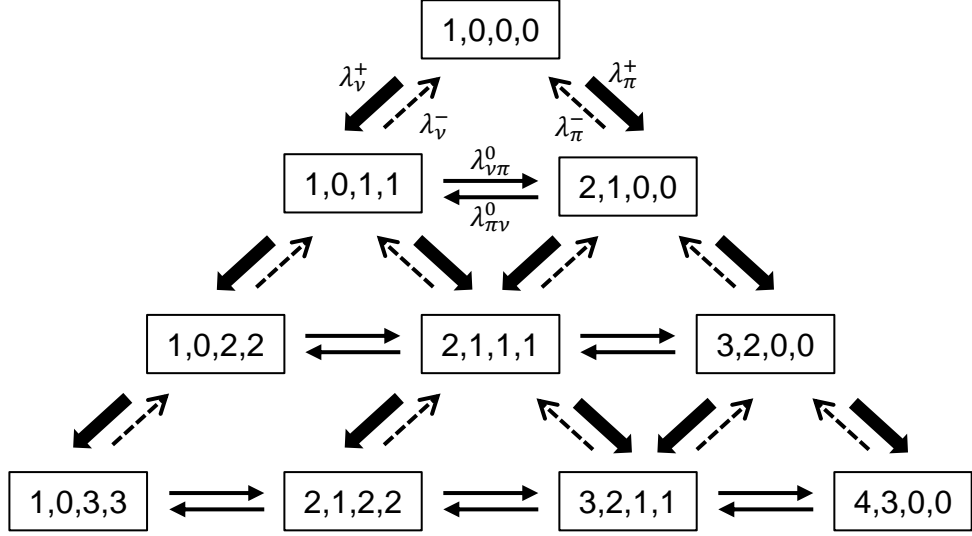 1,0,0,0
λ_ν^+ λ_π^+
λ_ν^- λ_π^-
1,0,1,1 λ_νπ^0 2,1,0,0
λ_πν^0
1,0,2,2 2,1,1,1 3,2,0,0
1,0,3,3 2,1,2,2 3,2,1,1 4,3,0,0